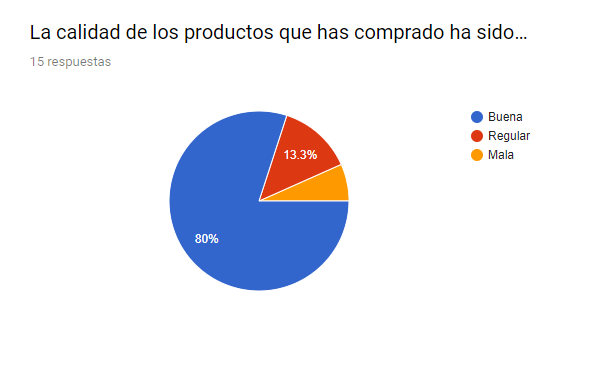 La calidad de los productos que has comprado ha sido…
15 respuestas
Buena
Regular
Mala
13.3%
80%